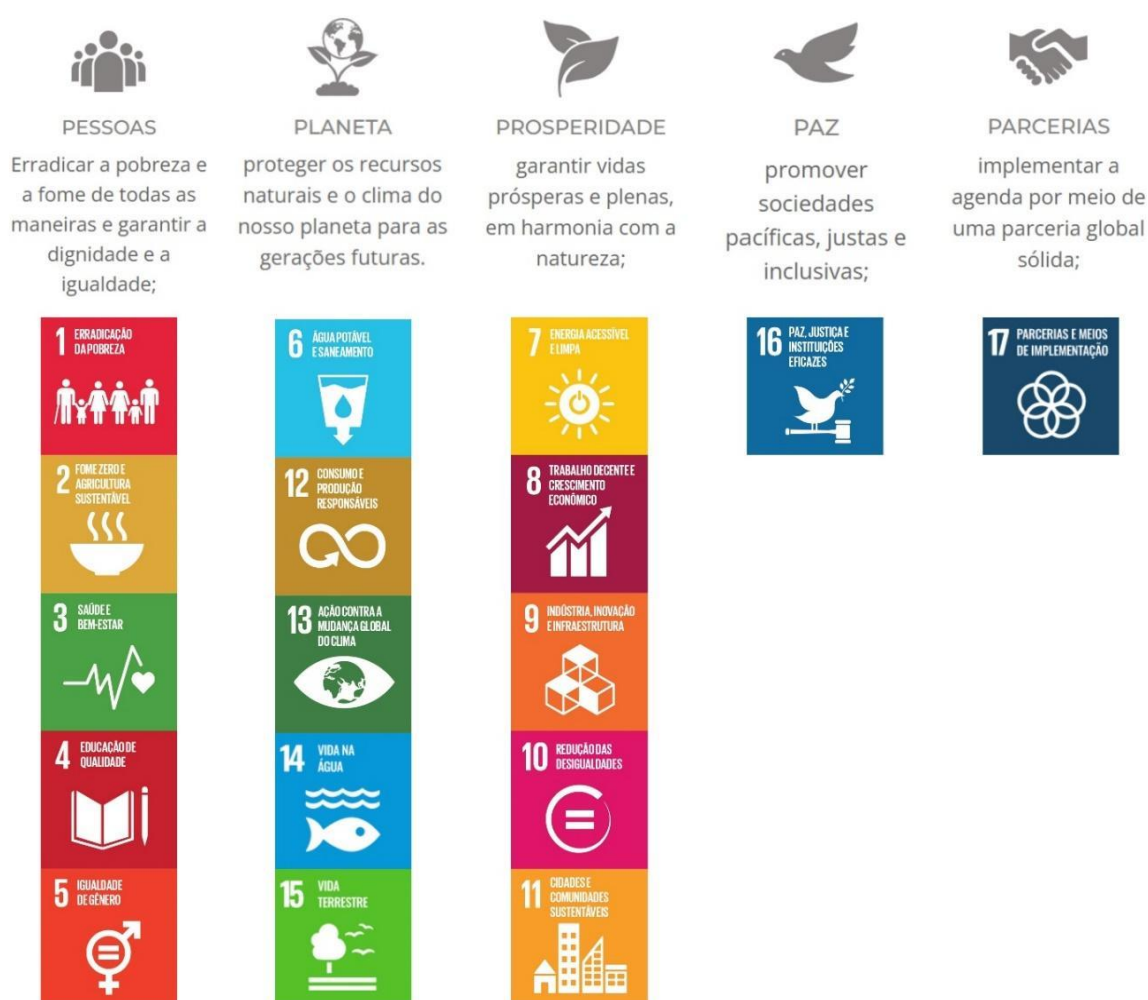 PESSOAS
Erradicar a pobreza e
a fome de todas as
maneiras e garantir a
dignidade e a
igualdade;
1 ERRADICAÇÃO
DA POBREZA
2 FOME ZERO E
AGRICULTURA
SUSTENTÁVEL
3 SAÚDE E
BEM-ESTAR
4 EDUCAÇÃO DE
QUALIDADE
5 IGUALDADE
DE GÊNERO
PLANETA
proteger os recursos
naturais e o clima do
nosso planeta para as
gerações futuras.
6 ÁGUA POTÁVEL
E SANEAMENTO
12 CONSUMO E
PRODUÇÃO
RESPONSÁVEIS
13 AÇÃO CONTRA A
MUDANÇA GLOBAL
DO CLIMA
14 VIDA NA
ÁGUA
15 VIDA
TERRESTRE
PROSPERIDADE
garantir vidas
prósperas e plenas,
em harmonia com a
natureza;
7 ENERGIA ACESSÍVEL
E LIMPA
8 TRABALHO DECENTE E
CRESCIMENTO
ECONÔMICO
9 INDÚSTRIA, INOVAÇÃO
E INFRAESTRUTURA
10 REDUÇÃO DAS
DESIGUALDADES
11 CIDADES E
COMUNIDADES
SUSTENTÁVEIS
PAZ
promover
sociedades
pacíficas, justas e
inclusivas;
16 PAZ, JUSTIÇA E
INSTITUIÇÕES
EFICAZES
PARCERIAS
implementar a
agenda por meio de
uma parceria global
sólida;
17 PARCERIAS E MEIOS
DE IMPLEMENTAÇÃO